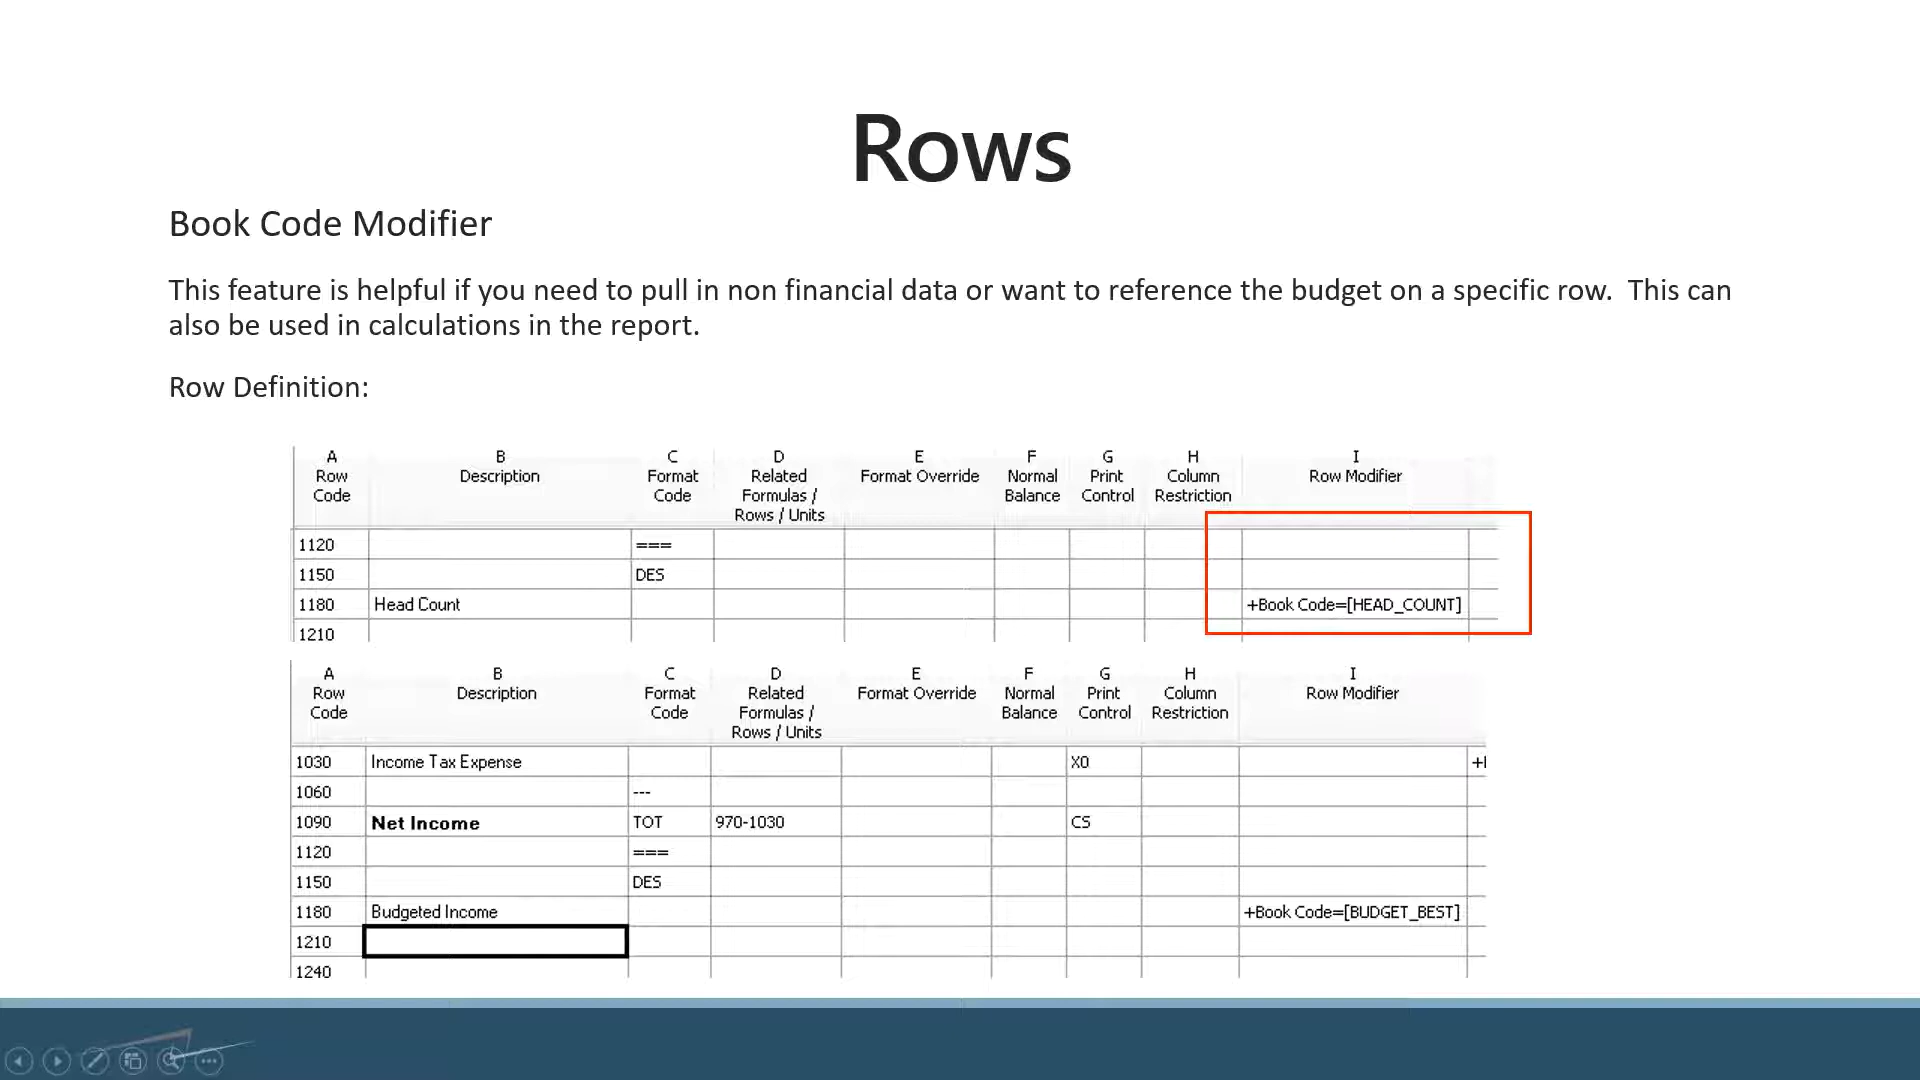 Rows
Book Code Modifier
This feature is helpful if you need to pull in non financial data or want to reference the budget on a specific row.  This can
also be used in calculations in the report.
Row Definition:
A B C D E F G H I
Row Description Format Related Format Override Normal Print Column Row Modifier
Code Code Formulas / Balance Control Restriction
Rows / Units
1120 ===
1150 DES
1180 Head Count +Book Code=[HEAD_COUNT]
1210
A B C D E F G H I
Row Description Format Related Format Override Normal Print Column Row Modifier
Code Code Formulas / Balance Control Restriction
Rows / Units
1030 Income Tax Expense X0
1060 ---
1090 Net Income TOT 970-1030 CS
1120 ===
1150 DES
1180 Budgeted Income +Book Code=[BUDGET_BEST]
1210
1240